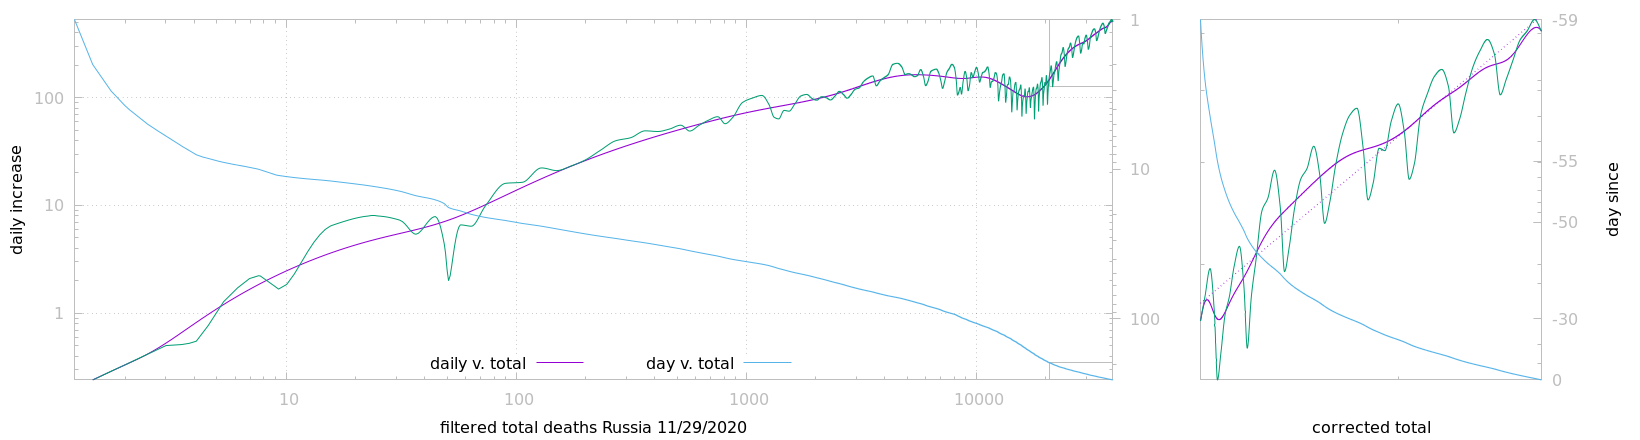 daily increase
100
10
1
daily v. total
day v. total
10
100
1000
10000
filtered total deaths Russia 11/29/2020
1
10
100
-59
-55
-50
-30
0
day since
corrected total